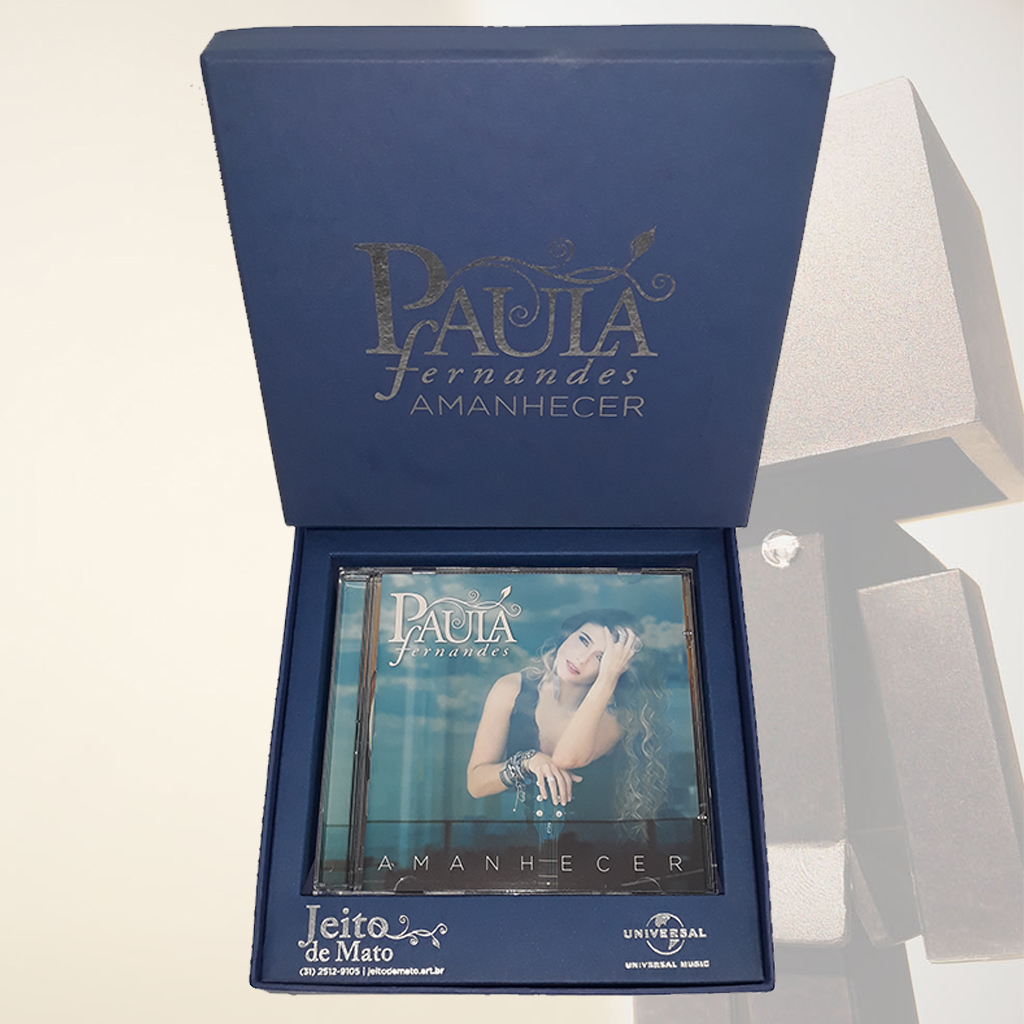 PAULA
fernandes
AMANHECER
PAULA
fernandes
AMANHECER
Jeito
de Mato
(31) 2512-9105 | jeitodemato.art.br
UNIVERSAL
UNIVERSAL MUSIC